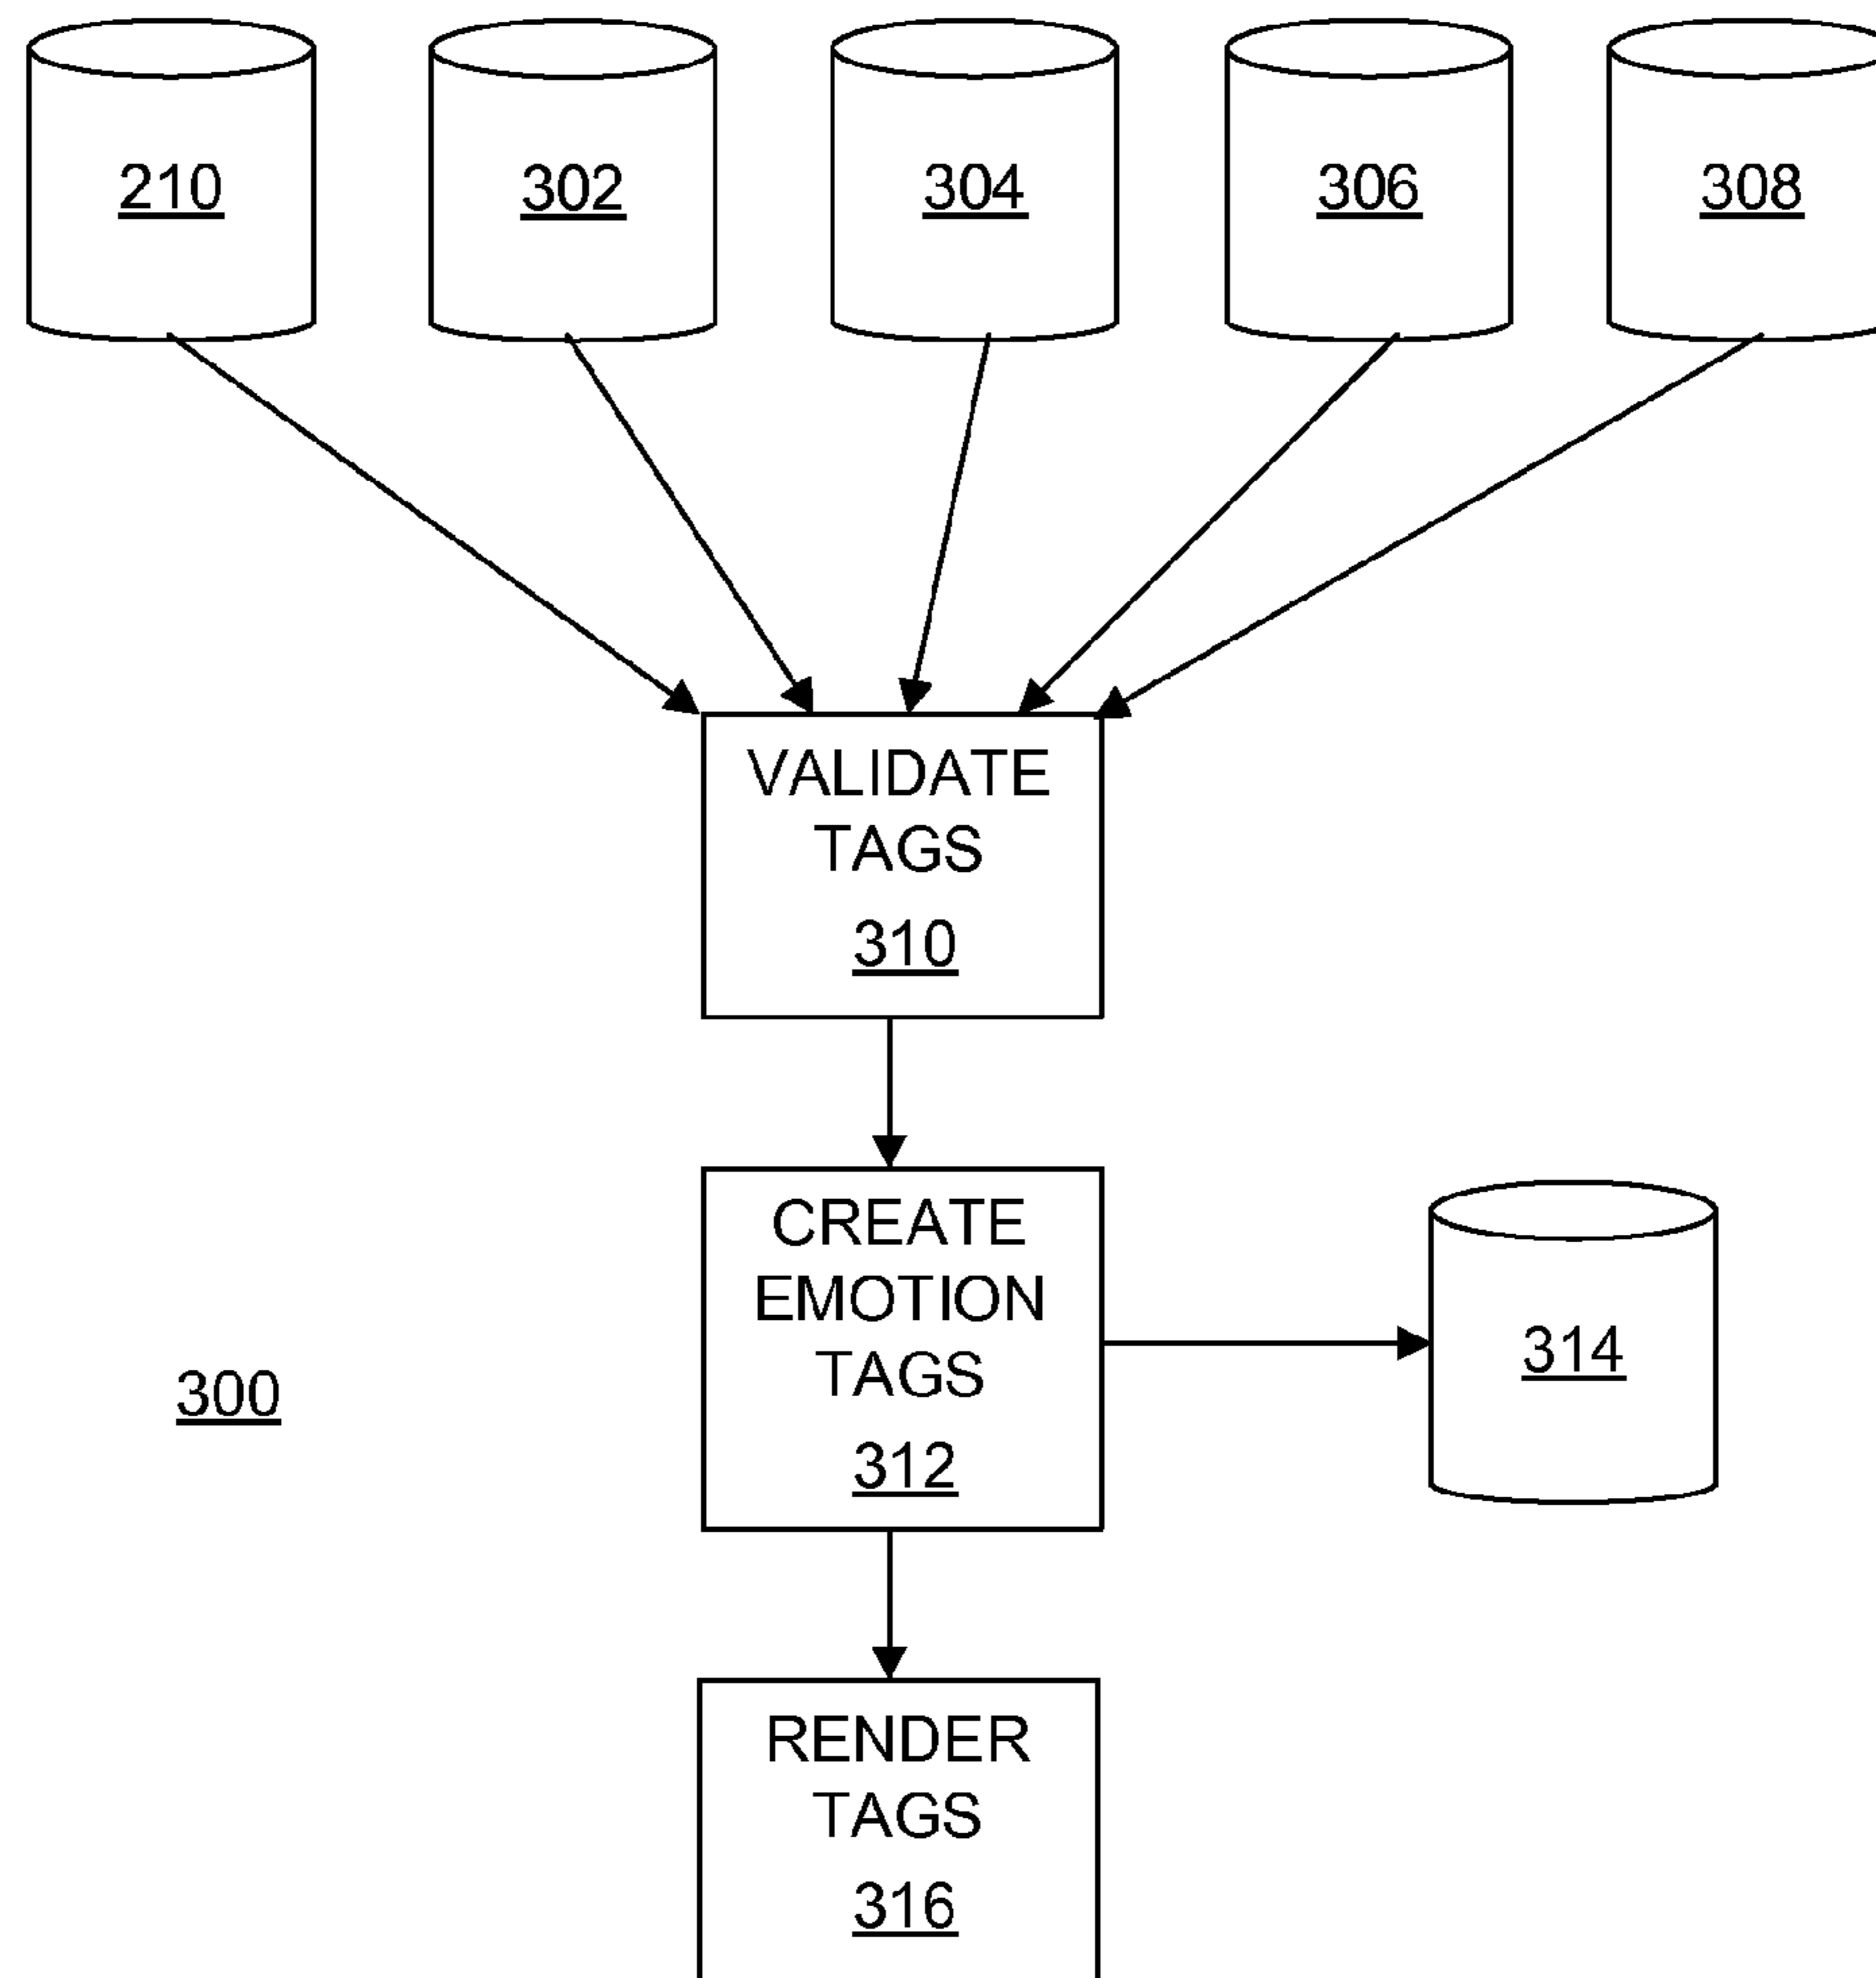 210
302
304
306
308
VALIDATE
TAGS
310
CREATE
EMOTION
TAGS
312
314
300
RENDER
TAGS
316